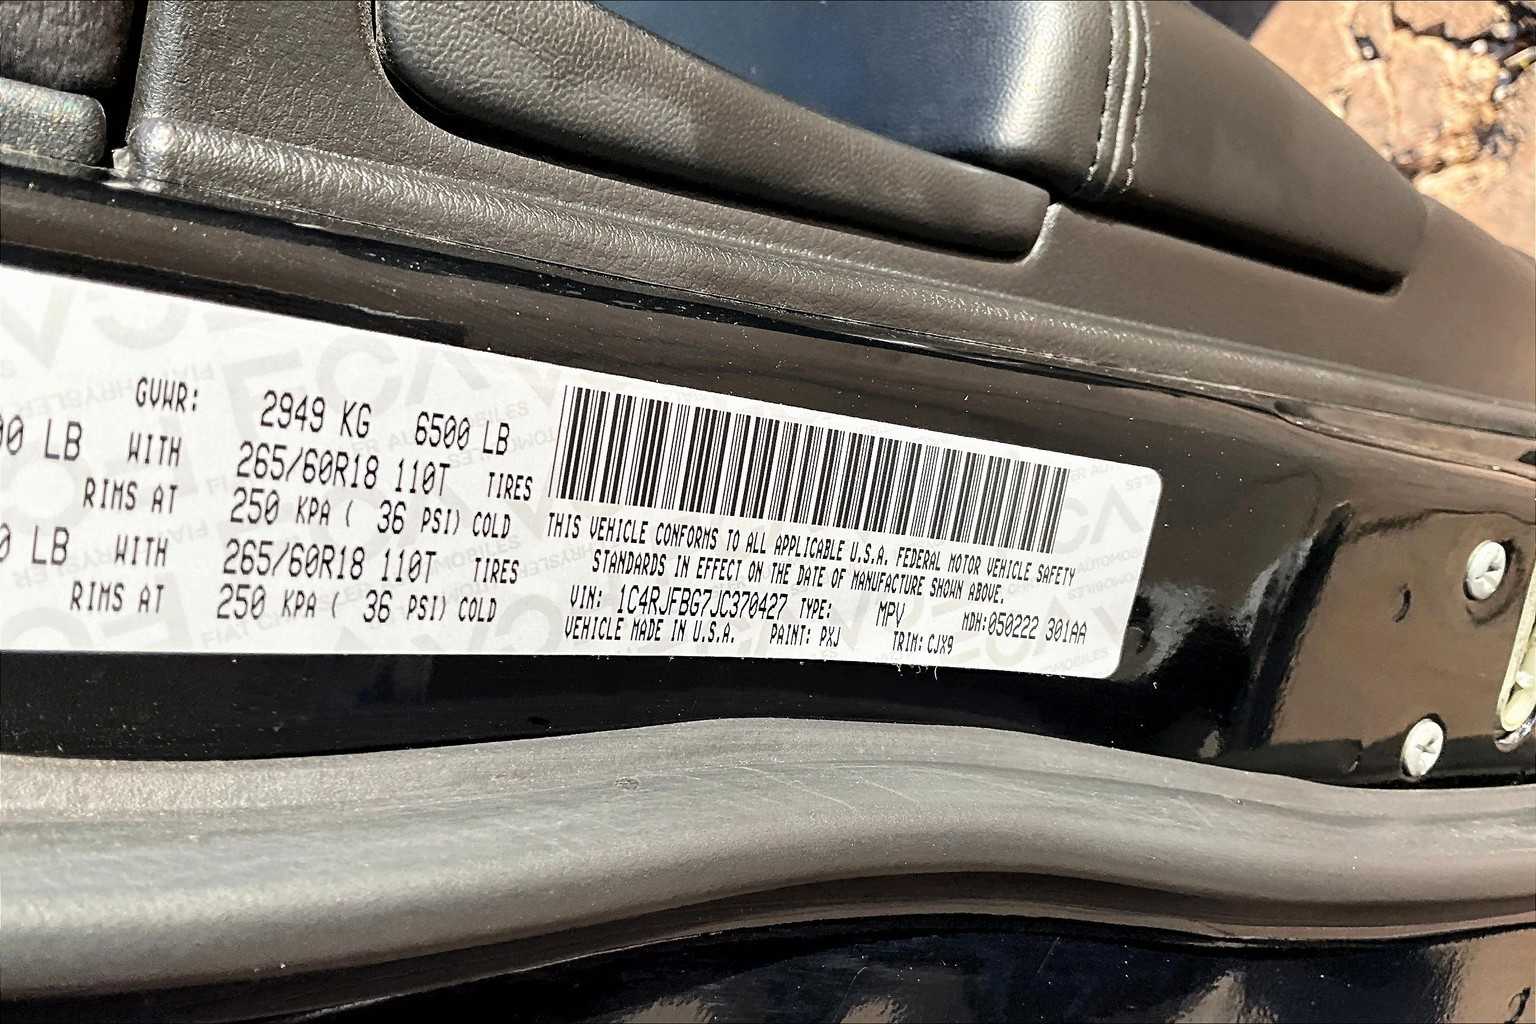 GVWR: 2949 KG 6500 LB
00 LB WITH 265/60R18 110T TIRES
RIMS AT 250 KPA ( 36 PSI) COLD
0 LB WITH 265/60R18 110T TIRES
RIMS AT 250 KPA ( 36 PSI) COLD
THIS VEHICLE CONFORMS TO ALL APPLICABLE U.S.A. FEDERAL MOTOR VEHICLE SAFETY
STANDARDS IN EFFECT ON THE DATE OF MANUFACTURE SHOWN ABOVE.
VIN: 1C4RJFBG7JC370427 TYPE: MPV MDH:050222 301AA
VEHICLE MADE IN U.S.A. PAINT: PXJ TRIM: CJX9